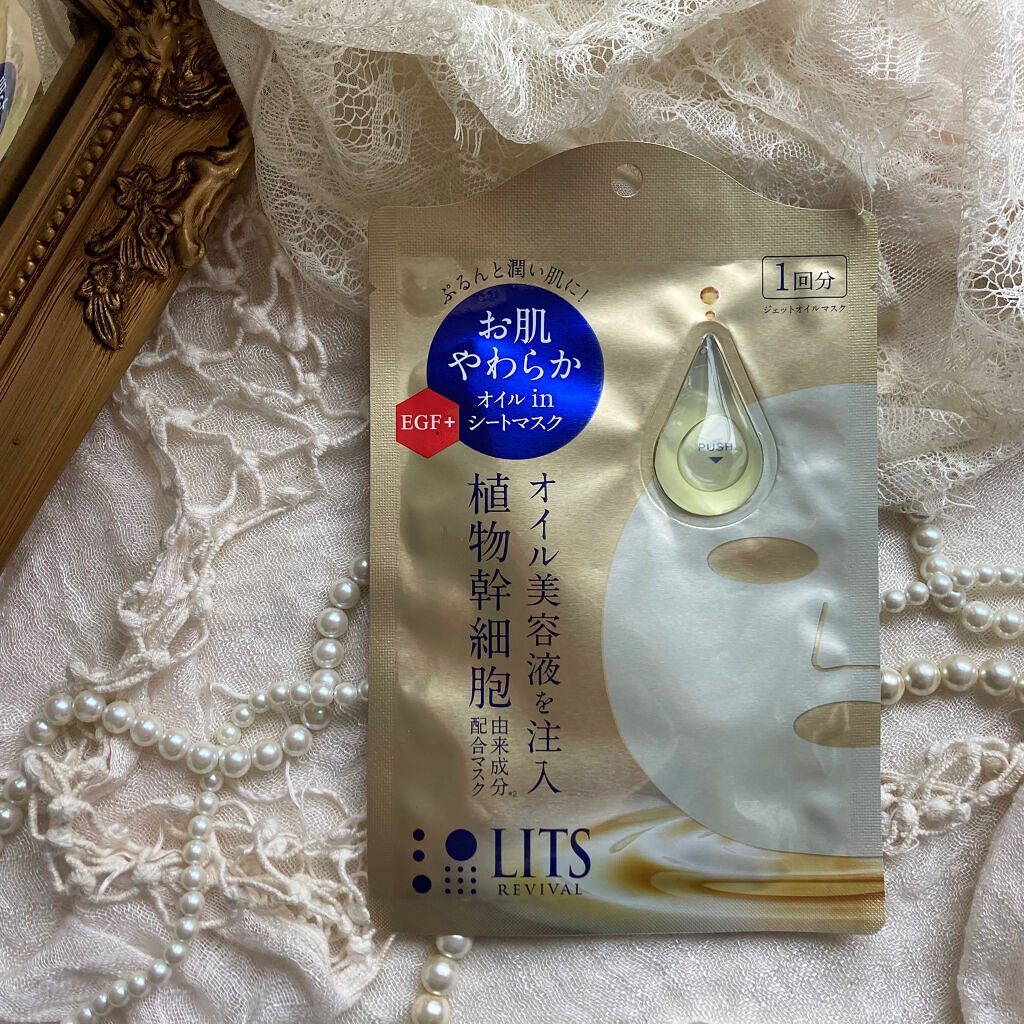 ぷるんと潤い肌に!
お肌
やわらか
オイル in
シートマスク
EGF+
※1
1回分
ジェットオイルマスク
PUSH
オイル美容液を注入
植物幹細胞
由来成分※2
配合マスク
LITS
REVIVAL